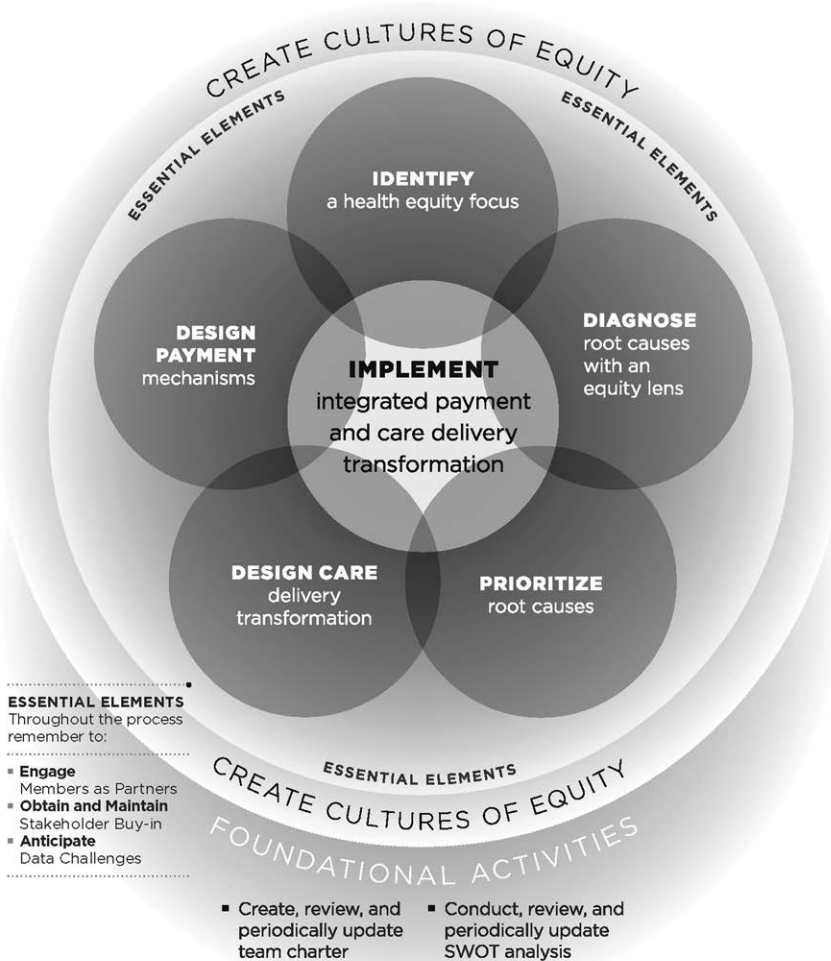 CREATE CULTURES OF EQUITY
ESSENTIAL ELEMENTS
ESSENTIAL ELEMENTS
IDENTIFY
a health equity focus
DESIGN
PAYMENT
mechanisms
DIAGNOSE
root causes
with an
equity lens
IMPLEMENT
integrated payment
and care delivery
transformation
DESIGN CARE
delivery
transformation
PRIORITIZE
root causes
ESSENTIAL ELEMENTS
Throughout the process
remember to:
▪ Engage
Members as Partners
▪ Obtain and Maintain
Stakeholder Buy-in
▪ Anticipate
Data Challenges
ESSENTIAL ELEMENTS
CREATE CULTURES OF EQUITY
FOUNDATIONAL ACTIVITIES
▪ Create, review, and
periodically update
team charter
▪ Conduct, review, and
periodically update
SWOT analysis